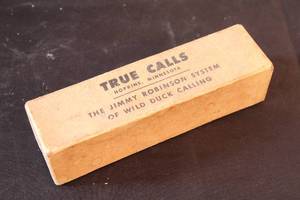 TRUE CALLS
HOPKINS, MINNESOTA
THE JIMMY ROBINSON SYSTEM
OF WILD DUCK CALLING